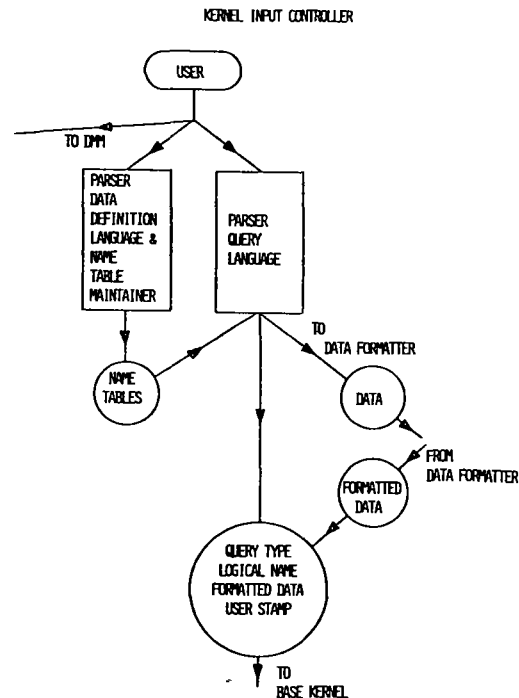 KERNEL INPUT CONTROLLER
USER
TO DMM
PARSER
DATA
DEFINITION
LANGUAGE &
NAME
TABLE
MAINTAINER
PARSER
QUERY
LANGUAGE
TO
DATA FORMATTER
NAME
TABLES
DATA
FROM
DATA FORMATTER
FORMATTED
DATA
QUERY TYPE
LOGICAL NAME
FORMATTED DATA
USER STAMP
TO
BASE KERNEL